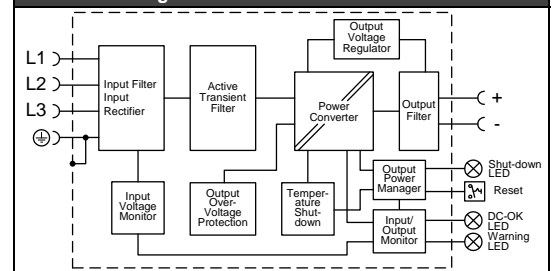 Output
Voltage
Regulator
L1
L2
L3
Input Filter
Input
Rectifier
Active
Transient
Filter
Power
Converter
Output
Filter
+
-
Input
Voltage
Monitor
Output
Over-
Voltage
Protection
Temper-
ature
Shut-
down
Output
Power
Manager
Input/
Output
Monitor
Shut-down
LED
Reset
DC-OK
LED
Warning
LED